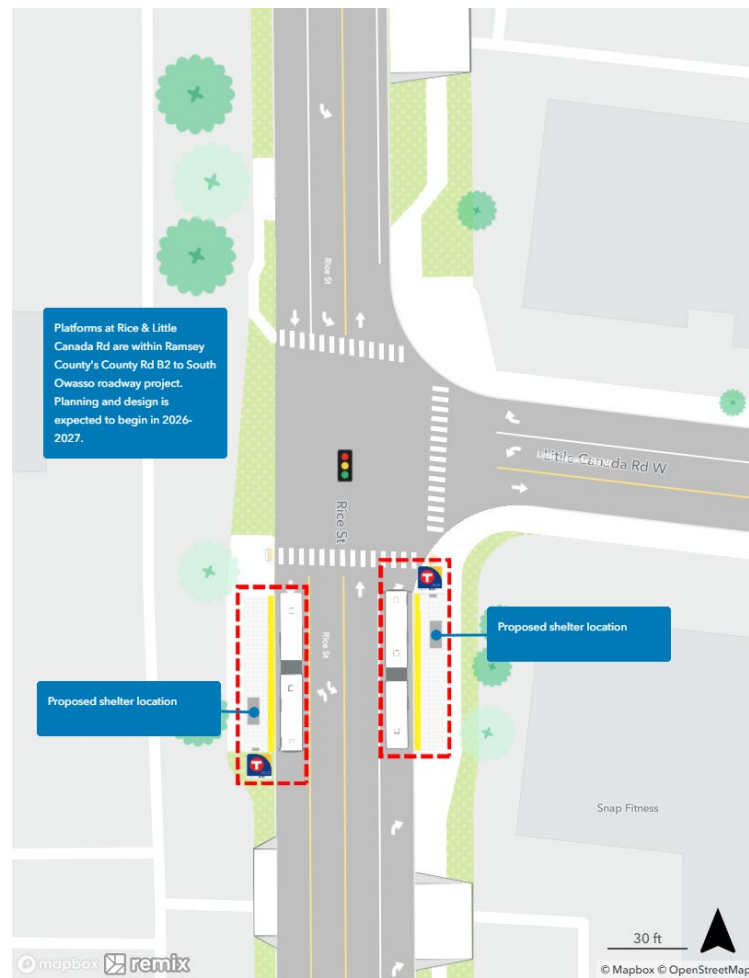 Rice St
Platforms at Rice & Little
Canada Rd are within Ramsey
County's County Rd B2 to South
Owasso roadway project.
Planning and design is
expected to begin in 2026-
2027.
Little Canada Rd W
Rice St
T
Proposed shelter location
Rice St
Proposed shelter location
T
Snap Fitness
30 ft
mapbox remix
© Mapbox © OpenStreetMap